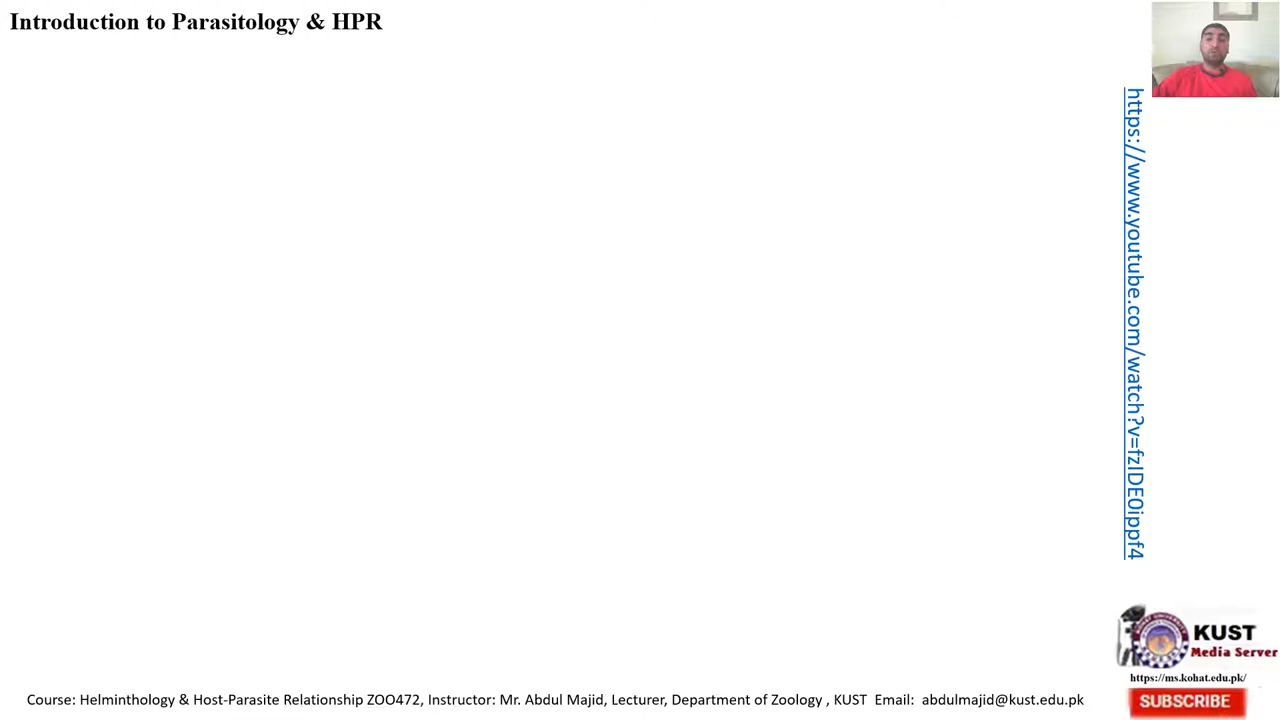 Introduction to Parasitology & HPR
https://www.youtube.com/watch?v=fzIDE0ippf4
KUST
Media Server
https://ms.kohat.edu.pk/
SUBSCRIBE
Course: Helminthology & Host-Parasite Relationship ZOO472, Instructor: Mr. Abdul Majid, Lecturer, Department of Zoology , KUST Email: abdulmajid@kust.edu.pk